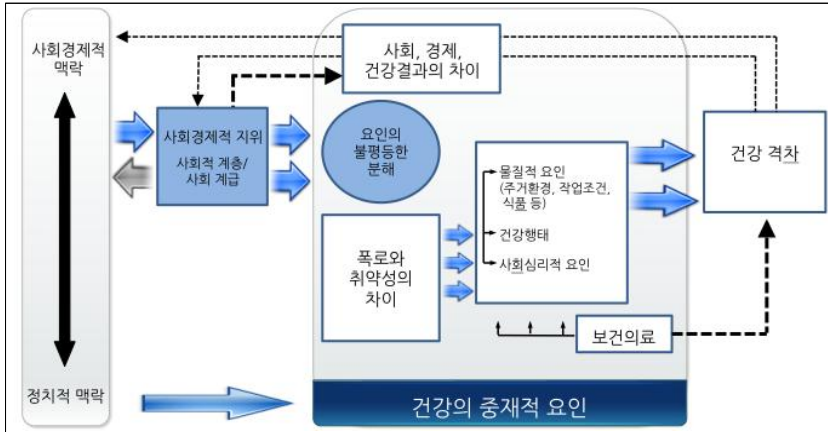 사회경제적
맥락
정치적 맥락
사회경제적 지위
사회적 계층/
사회 계급
사회, 경제,
건강결과의 차이
요인의
불평등한
분해
폭로와
취약성의
차이
물질적 요인
(주거환경, 작업조건,
식품 등)
건강행태
사회심리적 요인
보건의료
건강 격차
건강의 중재적 요인